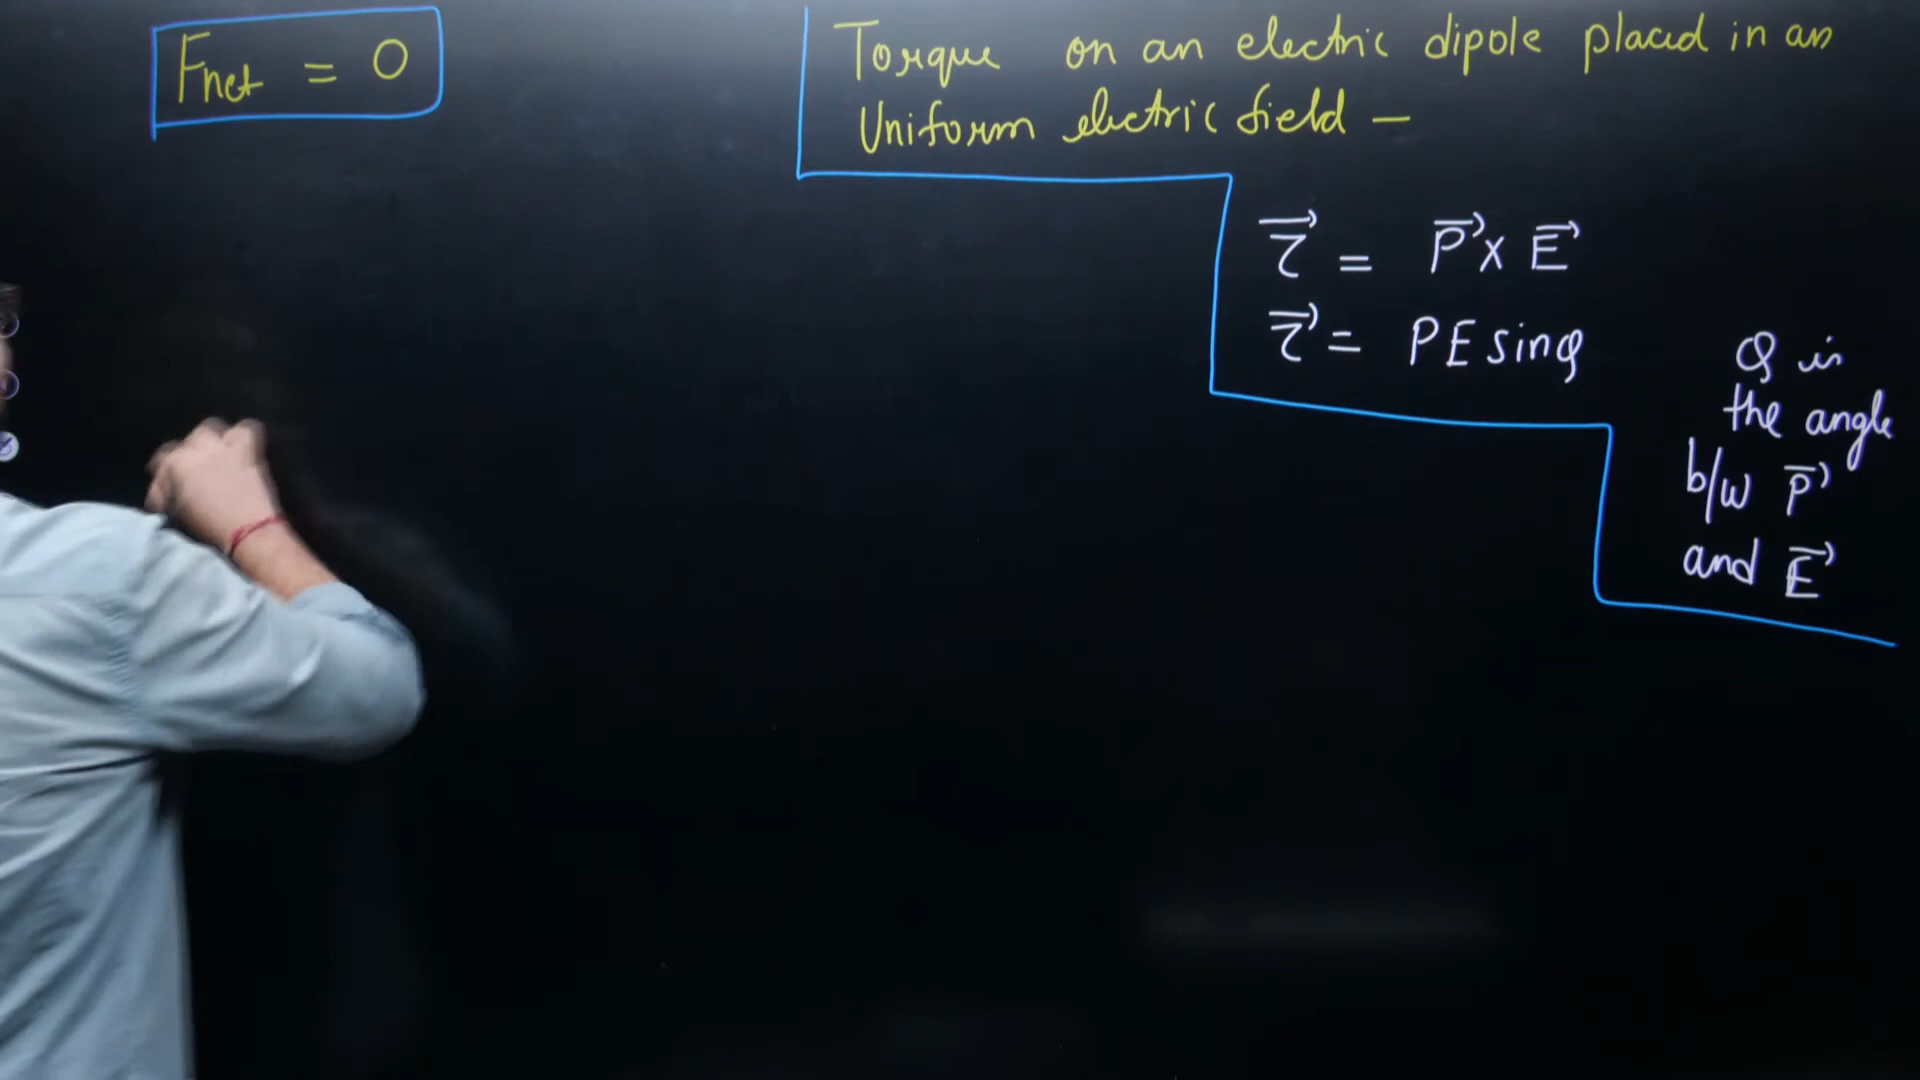 Fnet = 0
Torque on an electric dipole placed in an
Uniform electric field —
τ⃗ = P⃗ x E⃗
τ⃗ = PE sinθ
θ is
the angle
b/w P⃗
and E⃗